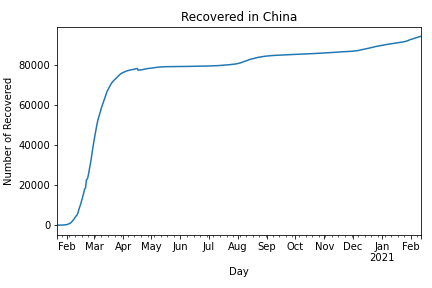 Recovered in China
Number of Recovered
80000
60000
40000
20000
0
Feb Mar Apr May Jun Jul Aug Sep Oct Nov Dec Jan Feb
2021
Day